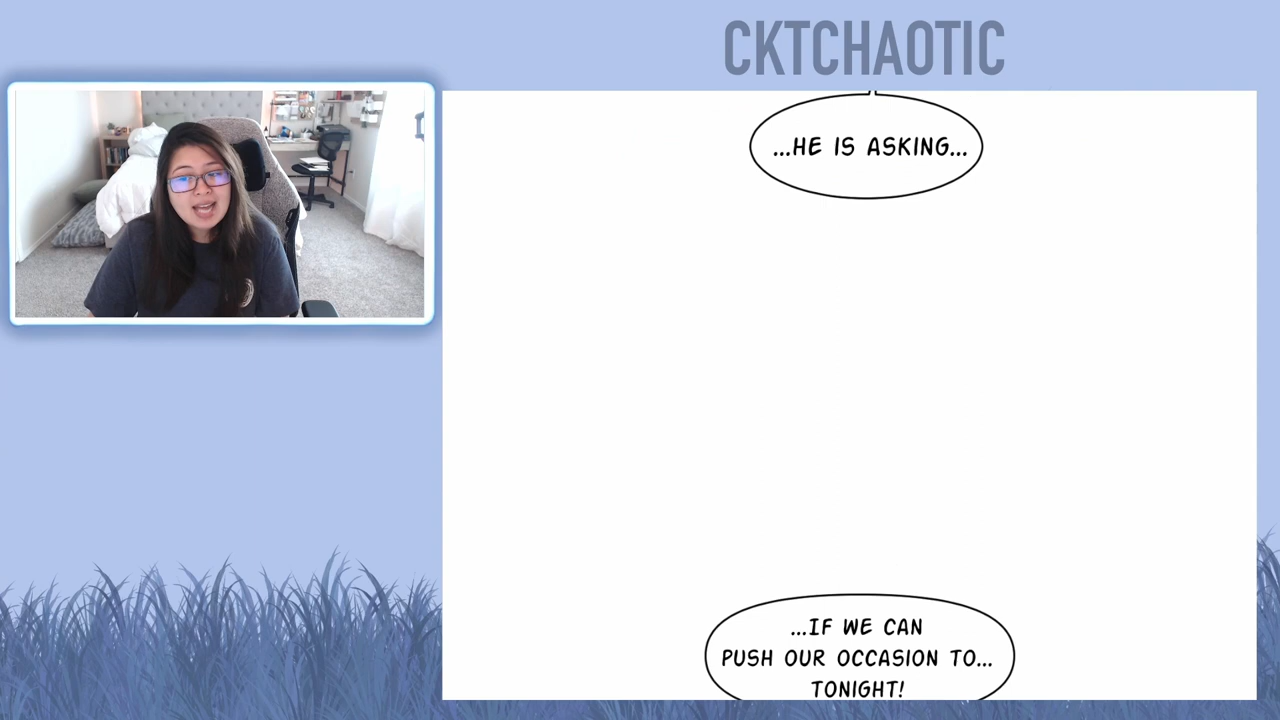 CKTCHAOTIC
...HE IS ASKING...
...IF WE CAN
PUSH OUR OCCASION TO...
TONIGHT!